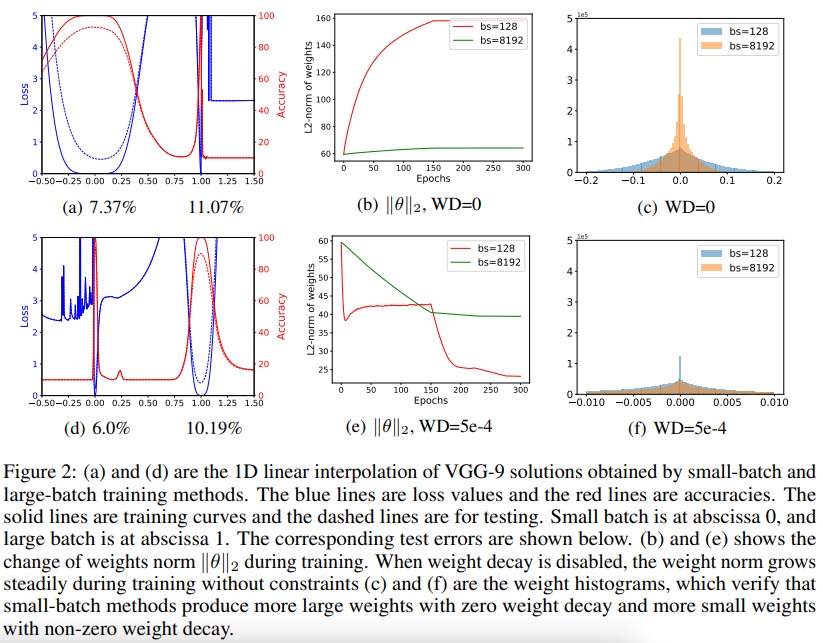 5 100
4 80
3 60
2 40
1 20
0 0
Loss
Accuracy
−0.50 −0.25 0.00 0.25 0.50 0.75 1.00 1.25 1.50
(a) 7.37% 11.07%
160
140
120
100
80
60
L2-norm of weights
bs=128
bs=8192
0 50 100 150 200 250 300
Epochs
(b) ‖θ‖₂, WD=0
1e5
5
4
3
2
1
0
bs=128
bs=8192
−0.2 −0.1 0.0 0.1 0.2
(c) WD=0
5 100
4 80
3 60
2 40
1 20
0 0
Loss
Accuracy
−0.50 −0.25 0.00 0.25 0.50 0.75 1.00 1.25 1.50
(d) 6.0% 10.19%
60
55
50
45
40
35
30
25
L2-norm of weights
bs=128
bs=8192
0 50 100 150 200 250 300
Epochs
(e) ‖θ‖₂, WD=5e-4
1e5
5
4
3
2
1
0
bs=128
bs=8192
−0.010 −0.005 0.000 0.005 0.010
(f) WD=5e-4
Figure 2: (a) and (d) are the 1D linear interpolation of VGG-9 solutions obtained by small-batch and
large-batch training methods. The blue lines are loss values and the red lines are accuracies. The
solid lines are training curves and the dashed lines are for testing. Small batch is at abscissa 0, and
large batch is at abscissa 1. The corresponding test errors are shown below. (b) and (e) shows the
change of weights norm ‖θ‖₂ during training. When weight decay is disabled, the weight norm grows
steadily during training without constraints (c) and (f) are the weight histograms, which verify that
small-batch methods produce more large weights with zero weight decay and more small weights
with non-zero weight decay.